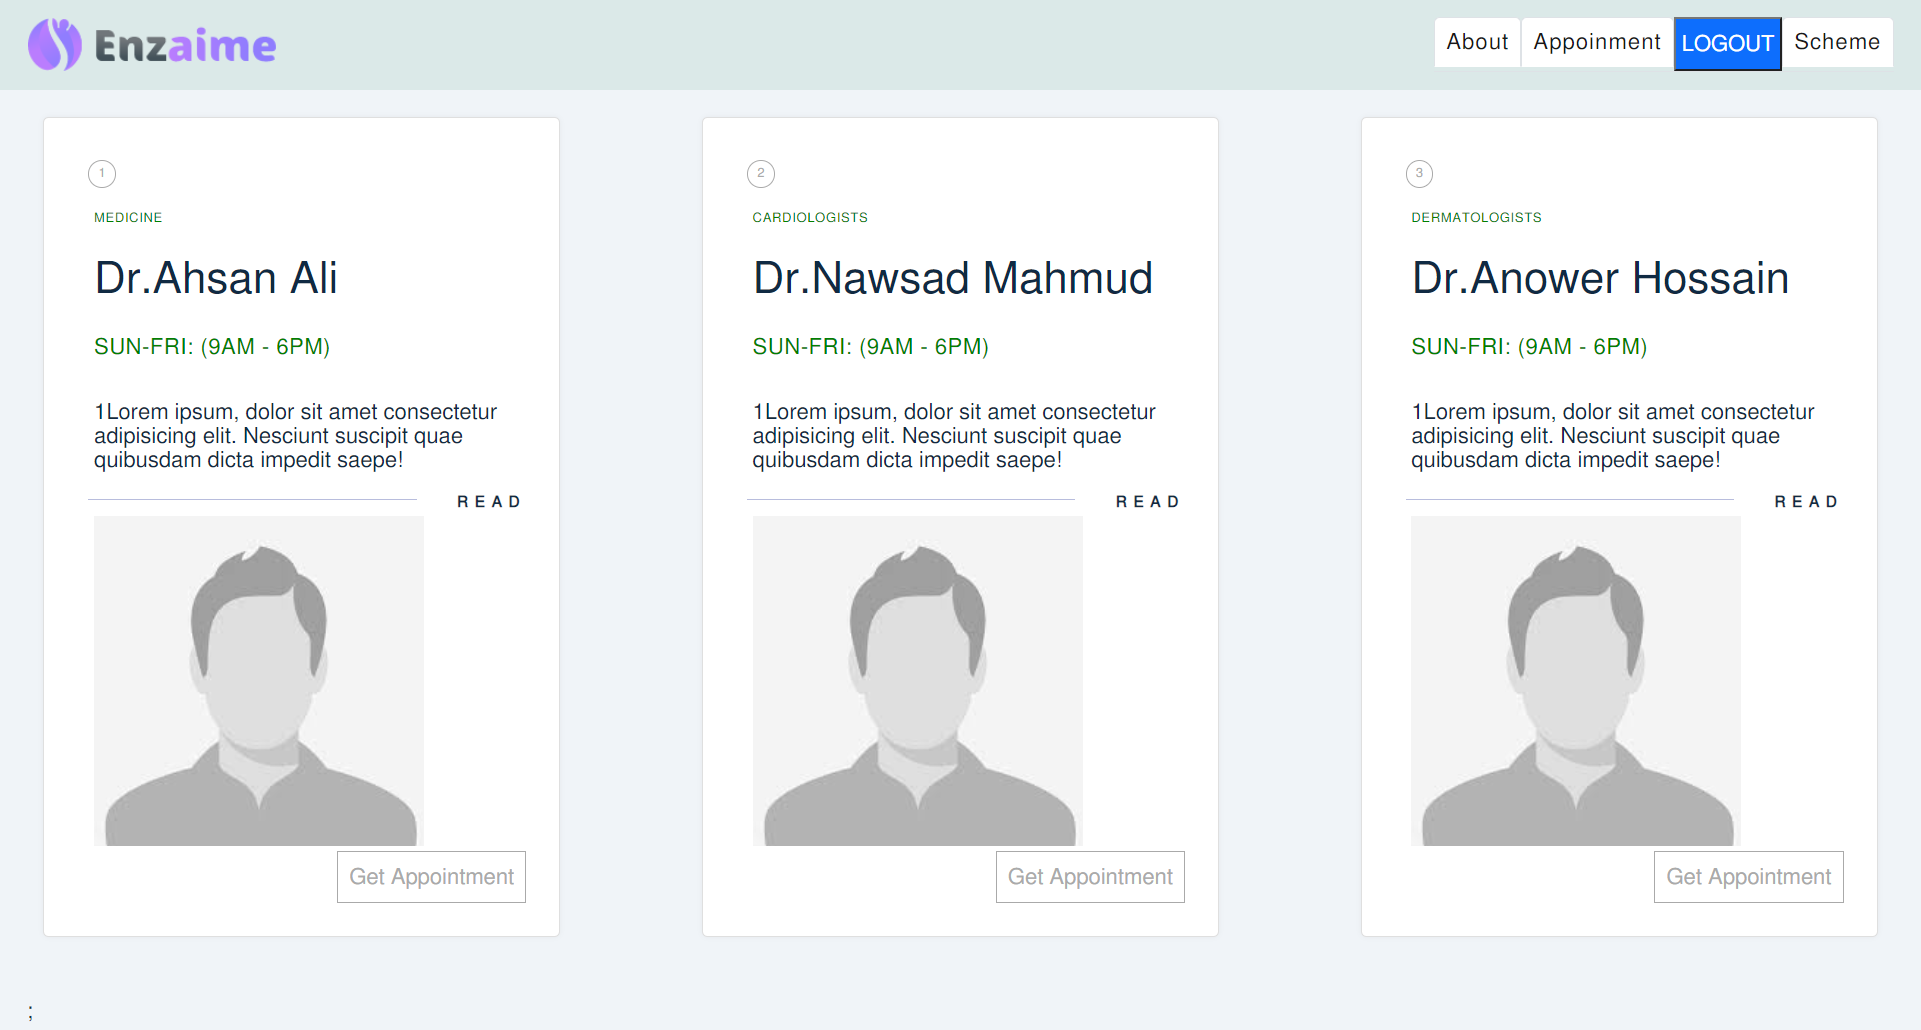 Enzaime
About Appoinment LOGOUT Scheme
1
MEDICINE
Dr.Ahsan Ali
SUN-FRI: (9AM - 6PM)
1Lorem ipsum, dolor sit amet consectetur
adipisicing elit. Nesciunt suscipit quae
quibusdam dicta impedit saepe!
READ
Get Appointment
2
CARDIOLOGISTS
Dr.Nawsad Mahmud
SUN-FRI: (9AM - 6PM)
1Lorem ipsum, dolor sit amet consectetur
adipisicing elit. Nesciunt suscipit quae
quibusdam dicta impedit saepe!
READ
Get Appointment
3
DERMATOLOGISTS
Dr.Anower Hossain
SUN-FRI: (9AM - 6PM)
1Lorem ipsum, dolor sit amet consectetur
adipisicing elit. Nesciunt suscipit quae
quibusdam dicta impedit saepe!
READ
Get Appointment
;